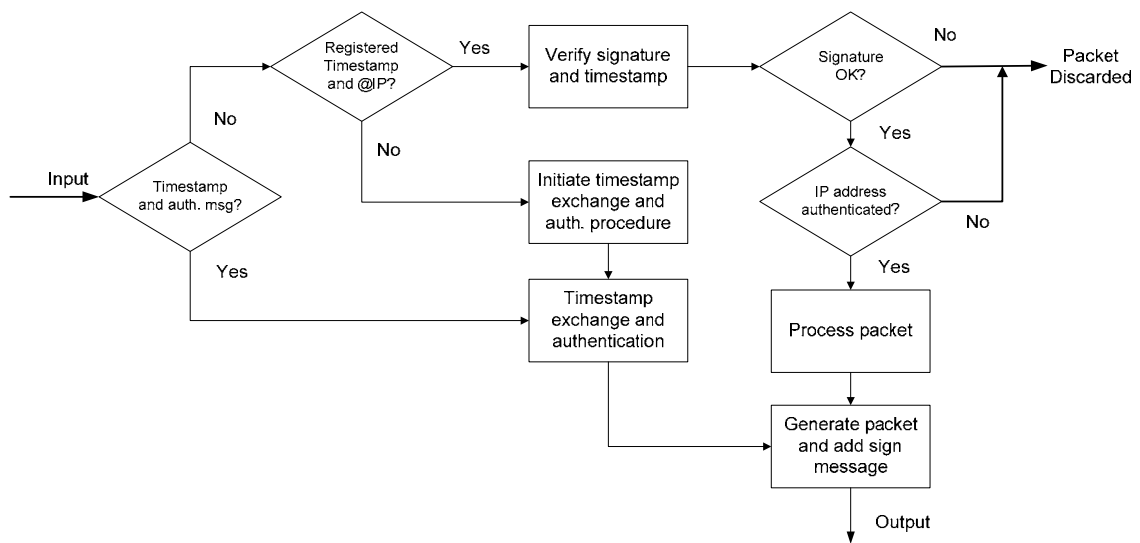 Input
Timestamp
and auth. msg?
No
Yes
Registered
Timestamp
and @IP?
Yes
No
Verify signature
and timestamp
Initiate timestamp
exchange and
auth. procedure
Timestamp
exchange and
authentication
Signature
OK?
No
Packet
Discarded
Yes
IP address
authenticated?
No
Yes
Process packet
Generate packet
and add sign
message
Output